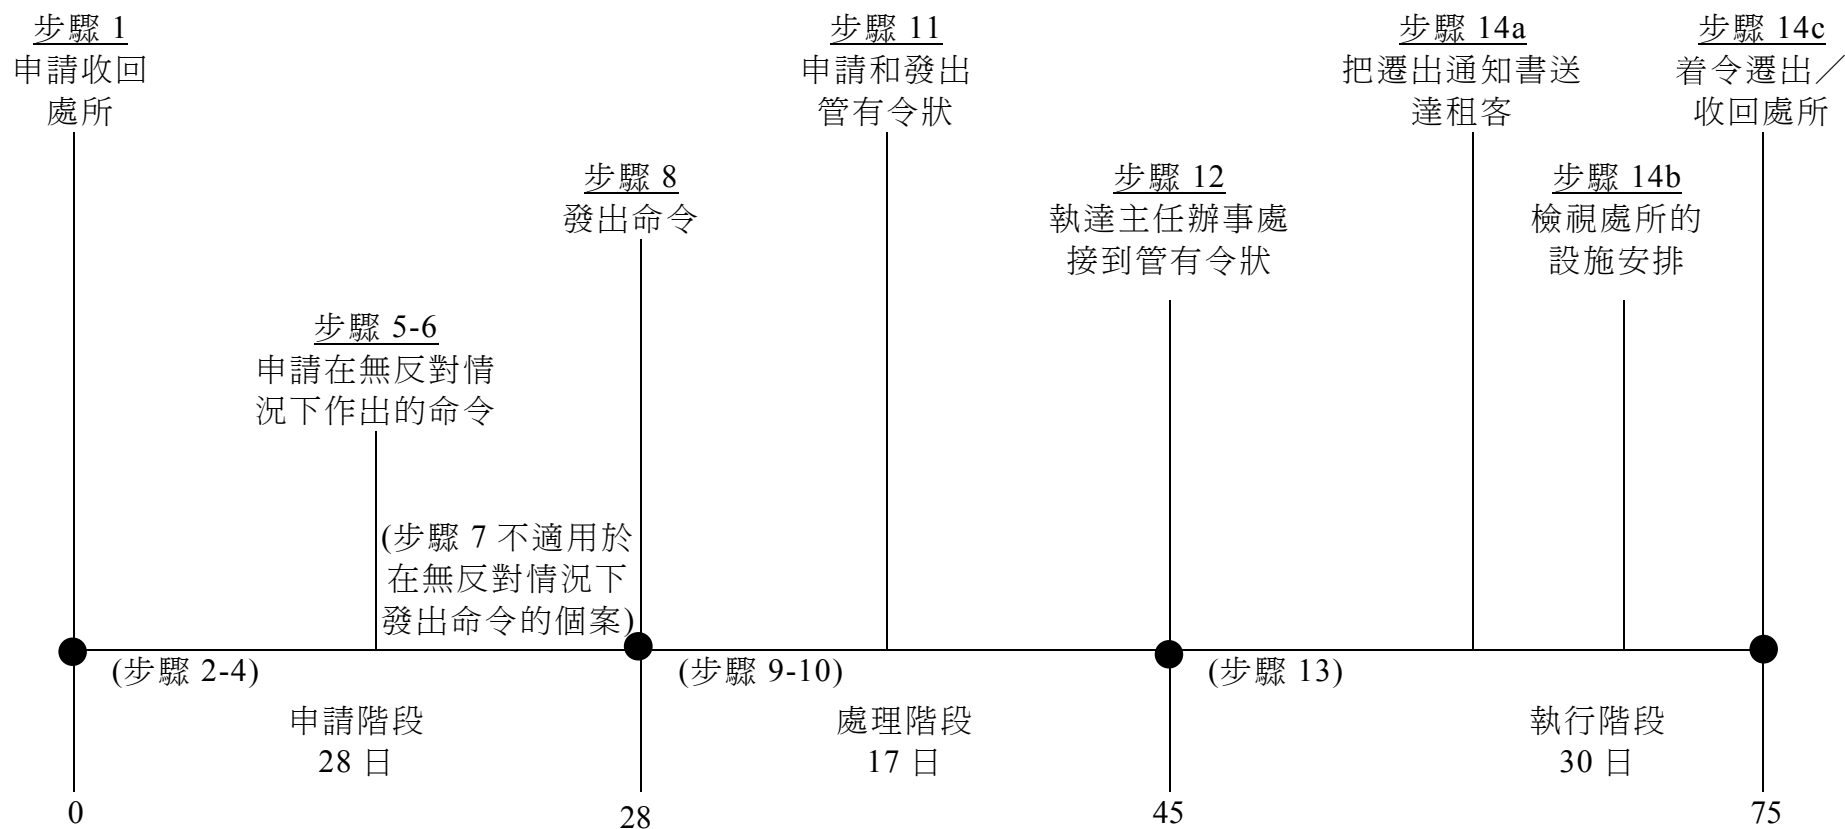 步驟 1
申請收回
處所
步驟 11
申請和發出
管有令狀
步驟 14a
把遷出通知書送
達租客
步驟 14c
着令遷出／
收回處所
步驟 8
發出命令
步驟 12
執達主任辦事處
接到管有令狀
步驟 14b
檢視處所的
設施安排
步驟 5-6
申請在無反對情
況下作出的命令
(步驟 7 不適用於
在無反對情況下
發出命令的個案)
(步驟 2-4)
(步驟 9-10)
(步驟 13)
申請階段
28 日
處理階段
17 日
執行階段
30 日
0
28
45
75